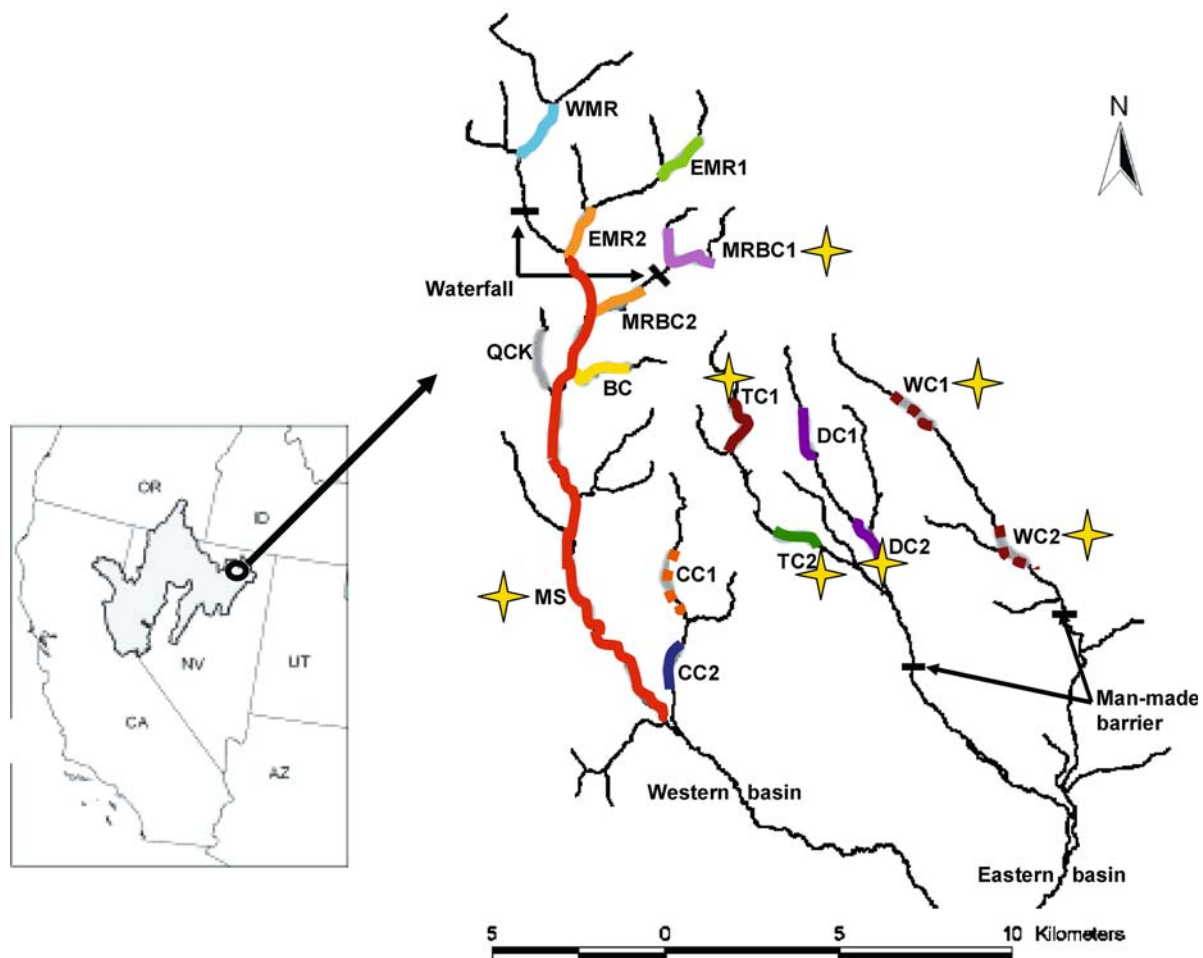 WMR
N
EMR1
EMR2
MRBC1
Waterfall
MRBC2
QCK
BC
TC1
WC1
DC1
OR
ID
WC2
DC2
TC2
CC1
MS
NV
UT
CC2
Man-made
barrier
CA
AZ
Western basin
Eastern basin
5 0 5 10 Kilometers